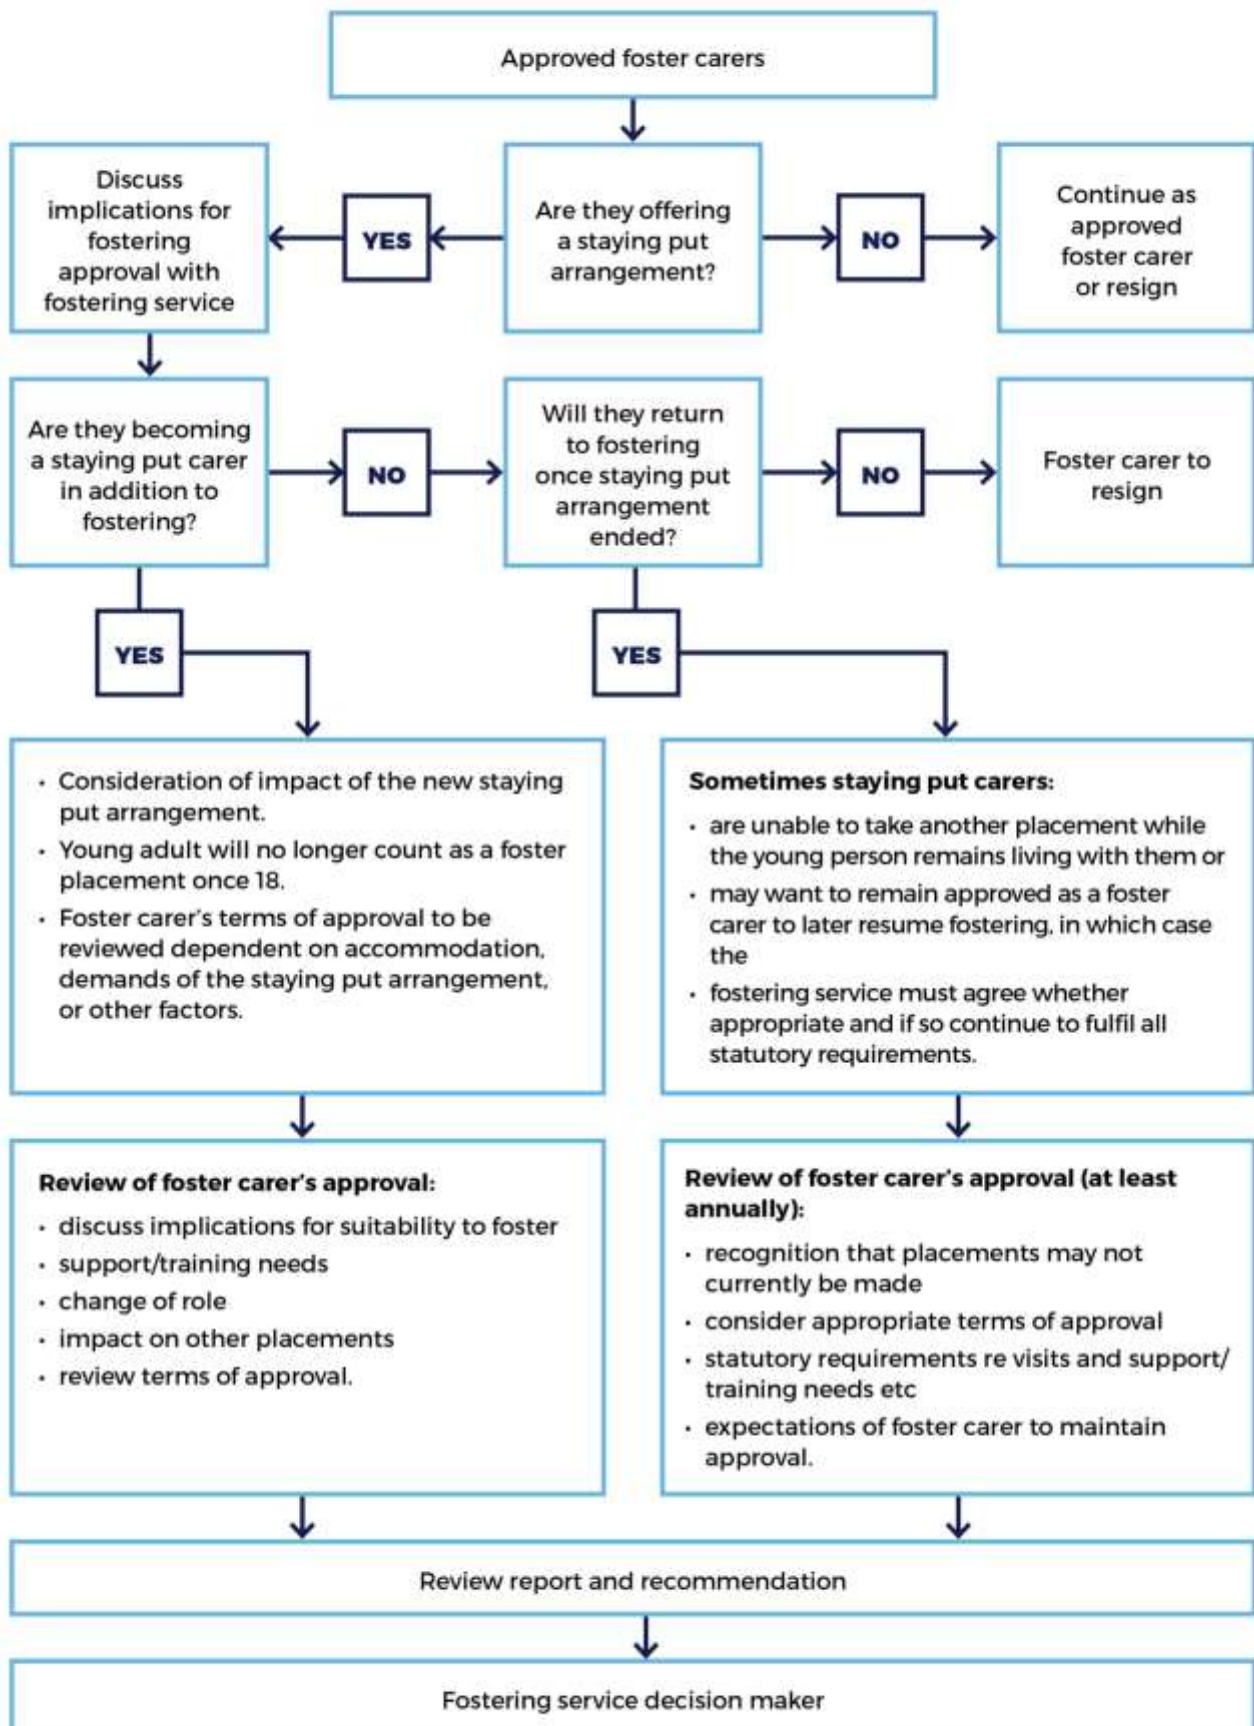 Approved foster carers
Discuss
implications for
fostering
approval with
fostering service
YES
Are they offering
a staying put
arrangement?
NO
Continue as
approved
foster carer
or resign
Are they becoming
a staying put carer
in addition to
fostering?
NO
Will they return
to fostering
once staying put
arrangement
ended?
NO
Foster carer to
resign
YES
YES
• Consideration of impact of the new staying
put arrangement.
• Young adult will no longer count as a foster
placement once 18.
• Foster carer's terms of approval to be
reviewed dependent on accommodation,
demands of the staying put arrangement,
or other factors.
Sometimes staying put carers:
• are unable to take another placement while
the young person remains living with them or
• may want to remain approved as a foster
carer to later resume fostering, in which case
the
• fostering service must agree whether
appropriate and if so continue to fulfil all
statutory requirements.
Review of foster carer's approval:
• discuss implications for suitability to foster
• support/training needs
• change of role
• impact on other placements
• review terms of approval.
Review of foster carer's approval (at least
annually):
• recognition that placements may not
currently be made
• consider appropriate terms of approval
• statutory requirements re visits and support/
training needs etc
• expectations of foster carer to maintain
approval.
Review report and recommendation
Fostering service decision maker